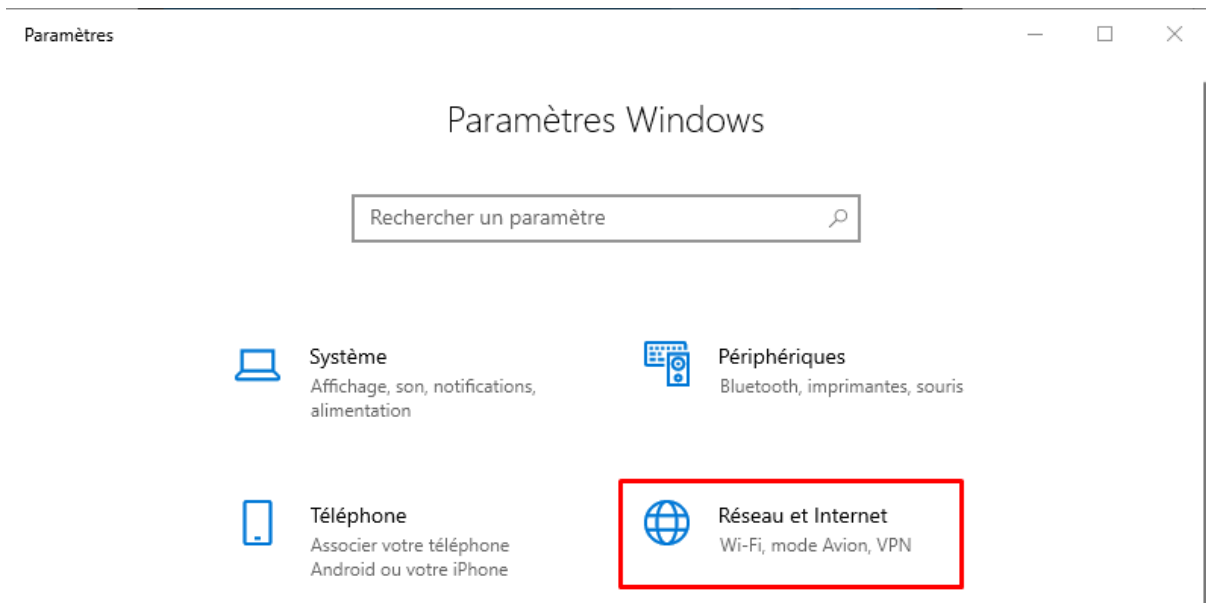 Paramètres
Paramètres Windows
Rechercher un paramètre
Système
Affichage, son, notifications,
alimentation
Périphériques
Bluetooth, imprimantes, souris
Téléphone
Associer votre téléphone
Android ou votre iPhone
Réseau et Internet
Wi-Fi, mode Avion, VPN